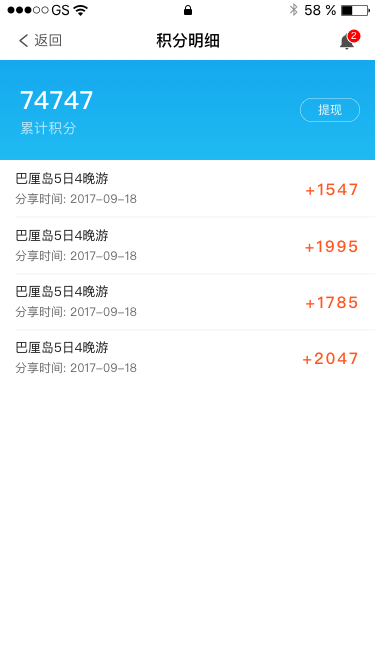 GS 58 %
返回 积分明细 2
74747
累计积分 提现
巴厘岛5日4晚游
分享时间: 2017-09-18 +1547
巴厘岛5日4晚游
分享时间: 2017-09-18 +1995
巴厘岛5日4晚游
分享时间: 2017-09-18 +1785
巴厘岛5日4晚游
分享时间: 2017-09-18 +2047